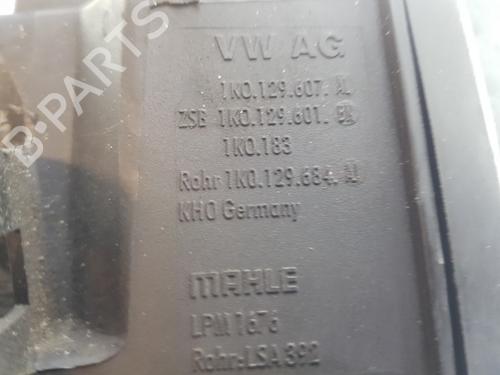 VW AG
1K0.129.607.AL
ZSB 1K0.129.601.
1K0.183
Rohr 1K0.129.684.
KHO Germany
MAHLE
LPM 1676
Rohr:LSA 392
B-PARTS